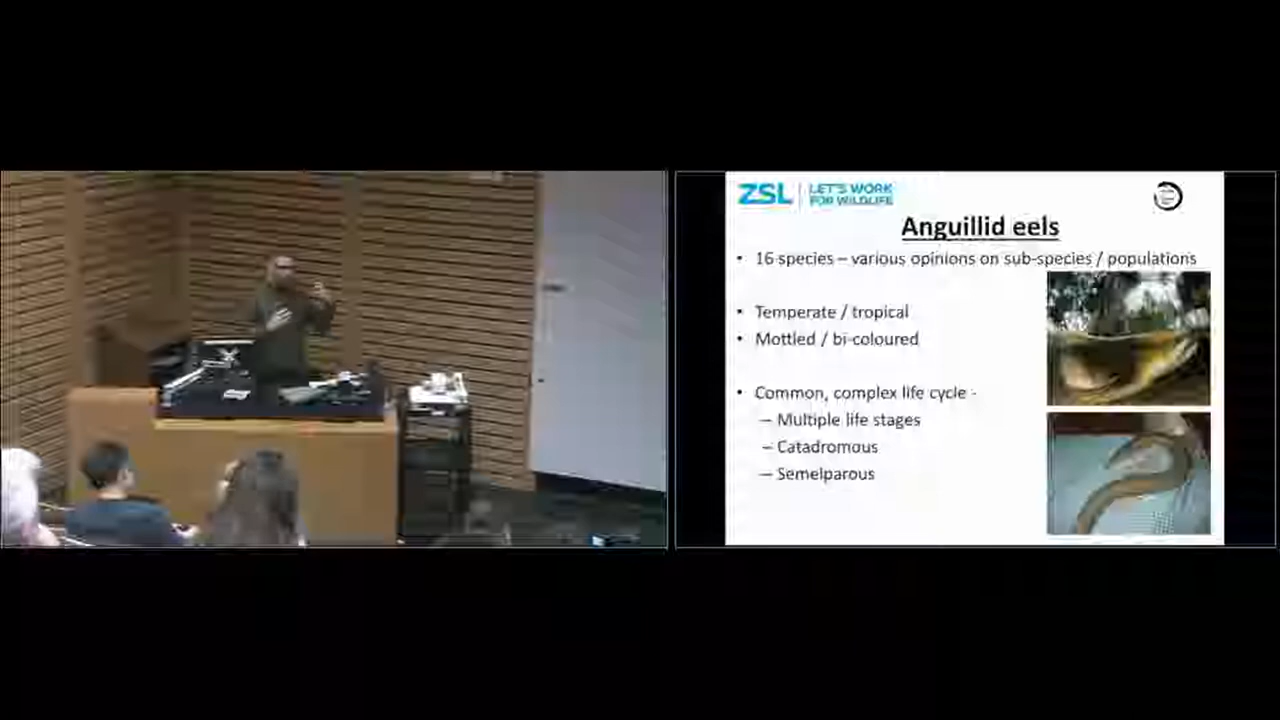 ZSL
LET'S WORK
FOR WILDLIFE
Anguillid eels
• 16 species – various opinions on sub-species / populations
• Temperate / tropical
• Mottled / bi-coloured
• Common, complex life cycle -
– Multiple life stages
– Catadromous
– Semelparous